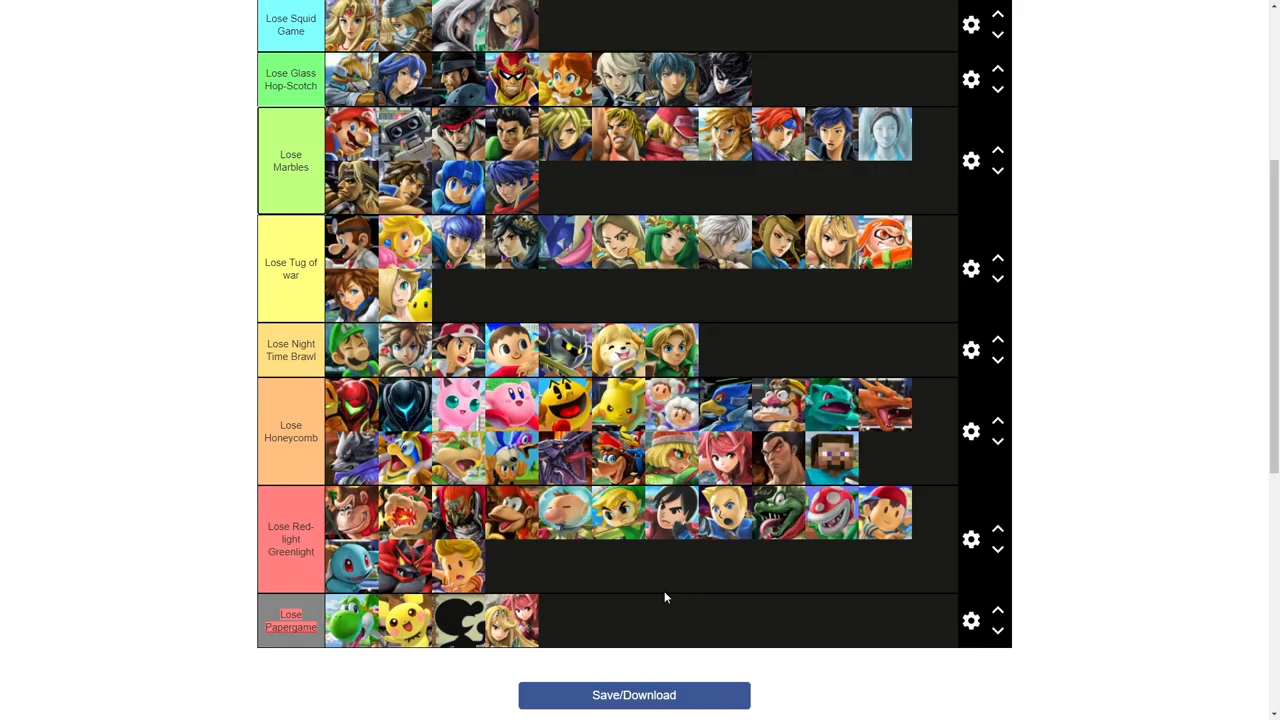 Lose Squid
Game
Lose Glass
Hop-Scotch
Lose
Marbles
Lose Tug of
war
Lose Night
Time Brawl
Lose
Honeycomb
Lose Red-
light
Greenlight
Lose
Papergame
Save/Download